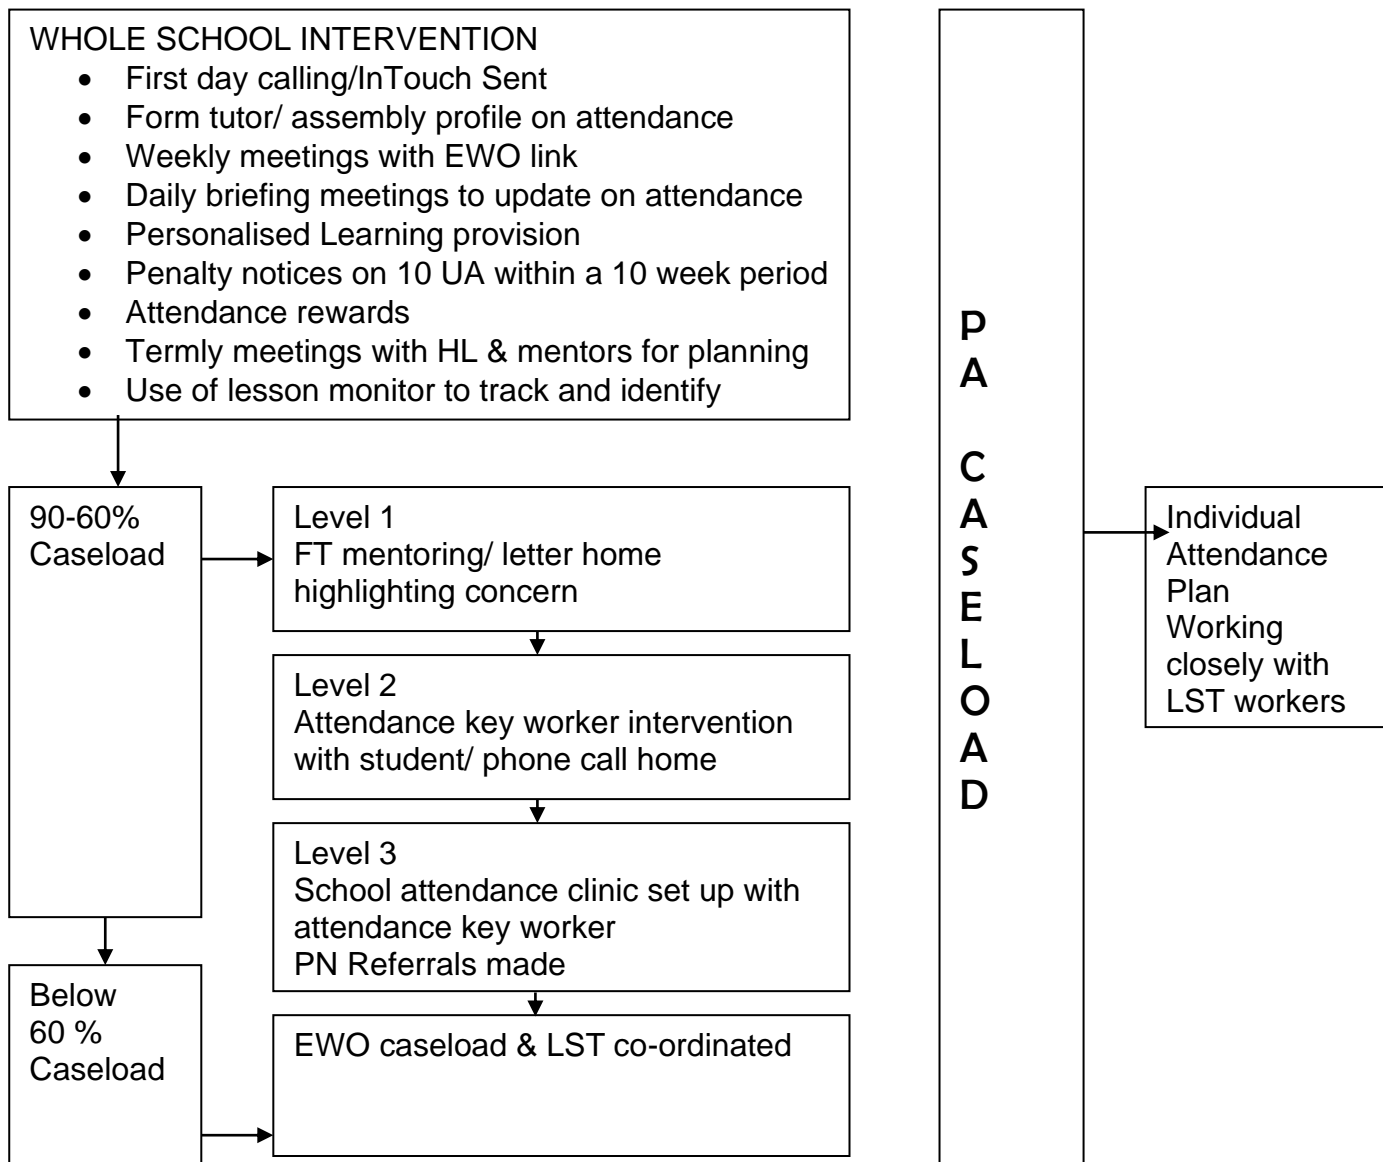 WHOLE SCHOOL INTERVENTION
• First day calling/InTouch Sent
• Form tutor/ assembly profile on attendance
• Weekly meetings with EWO link
• Daily briefing meetings to update on attendance
• Personalised Learning provision
• Penalty notices on 10 UA within a 10 week period
• Attendance rewards
• Termly meetings with HL & mentors for planning
• Use of lesson monitor to track and identify
90-60%
Caseload
Level 1
FT mentoring/ letter home
highlighting concern
Level 2
Attendance key worker intervention
with student/ phone call home
Level 3
School attendance clinic set up with
attendance key worker
PN Referrals made
Below
60 %
Caseload
EWO caseload & LST co-ordinated
P
A
C
A
S
E
L
O
A
D
Individual
Attendance
Plan
Working
closely with
LST workers